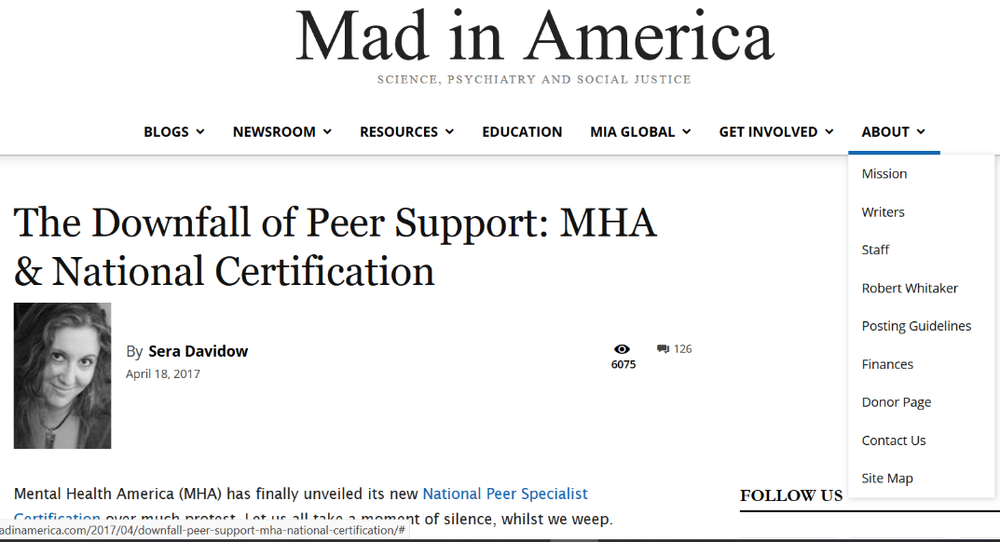 Mad in America
SCIENCE, PSYCHIATRY AND SOCIAL JUSTICE
BLOGS NEWSROOM RESOURCES EDUCATION MIA GLOBAL GET INVOLVED ABOUT
Mission
Writers
Staff
Robert Whitaker
Posting Guidelines
Finances
Donor Page
Contact Us
Site Map
The Downfall of Peer Support: MHA
& National Certification
By Sera Davidow
April 18, 2017
6075
126
Mental Health America (MHA) has finally unveiled its new National Peer Specialist
Certification over much protest. Let us all take a moment of silence, whilst we weep.
FOLLOW US
adinamerica.com/2017/04/downfall-peer-support-mha-national-certification/#